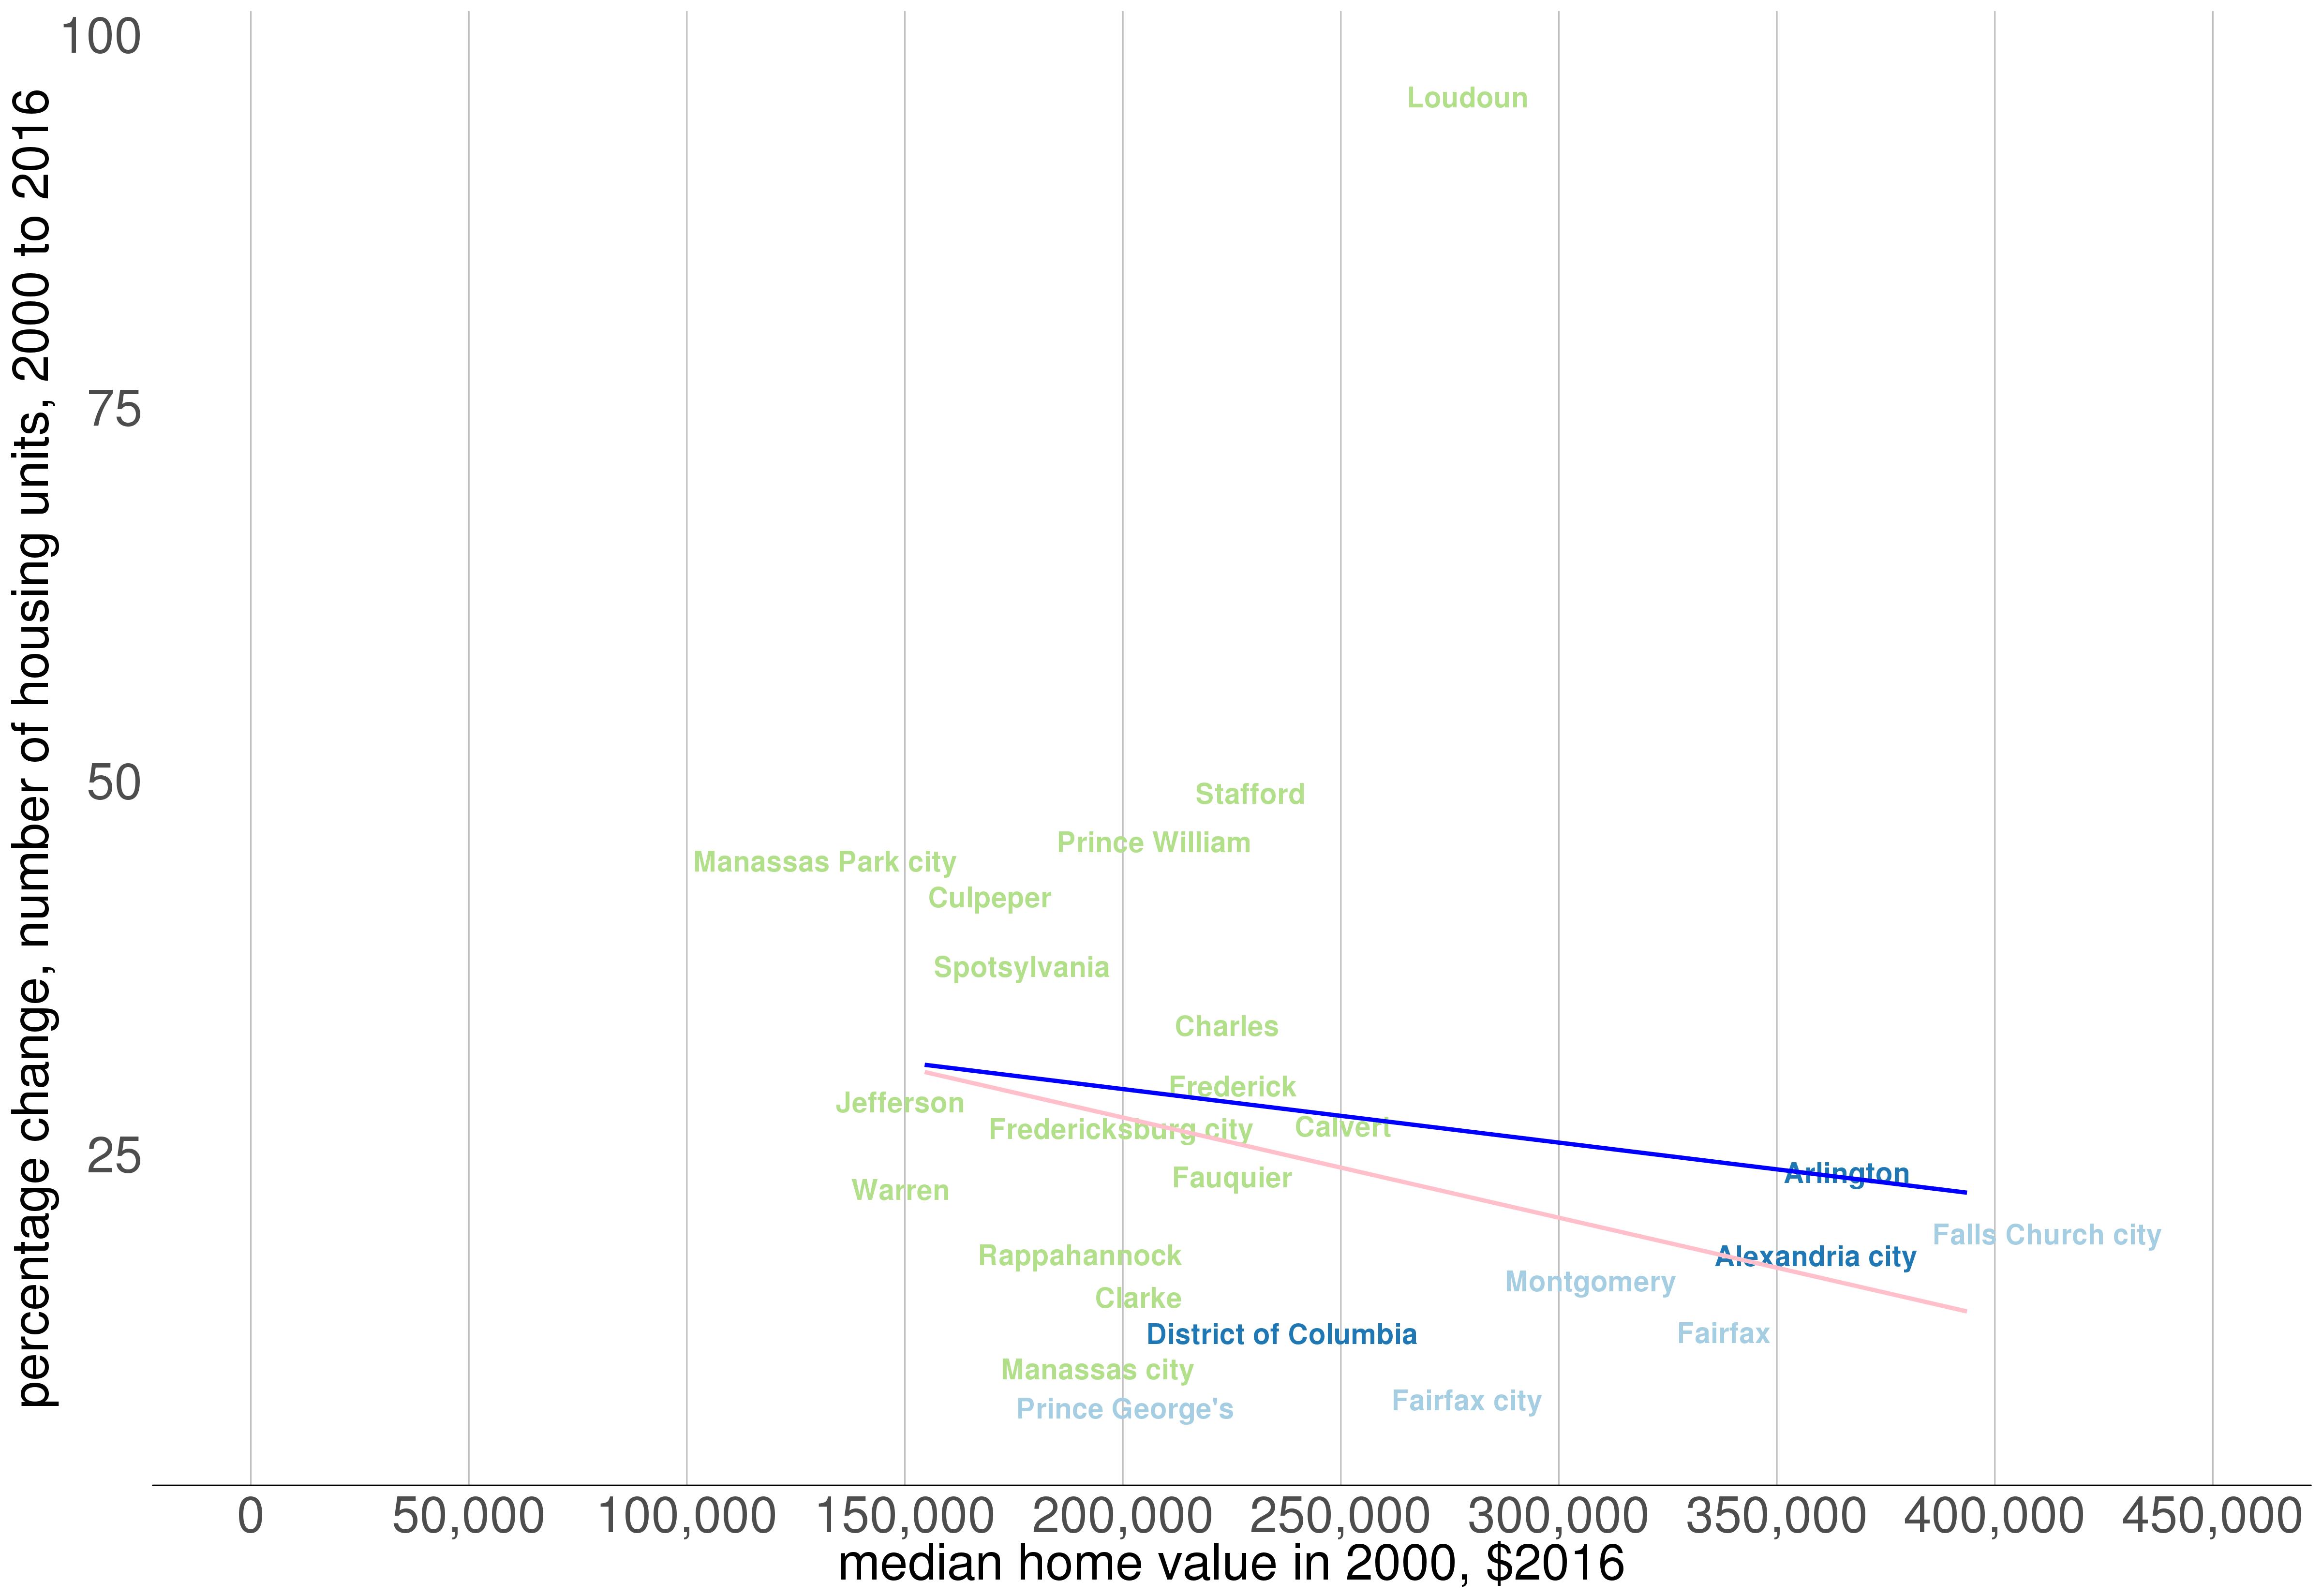 100
75
50
25
percentage change, number of housing units, 2000 to 2016
Loudoun
Stafford
Prince William
Manassas Park city
Culpeper
Spotsylvania
Charles
Frederick
Jefferson
Fredericksburg city
Calvert
Arlington
Fauquier
Warren
Falls Church city
Rappahannock
Alexandria city
Montgomery
Clarke
District of Columbia
Fairfax
Manassas city
Fairfax city
Prince George's
0 50,000 100,000 150,000 200,000 250,000 300,000 350,000 400,000 450,000
median home value in 2000, $2016